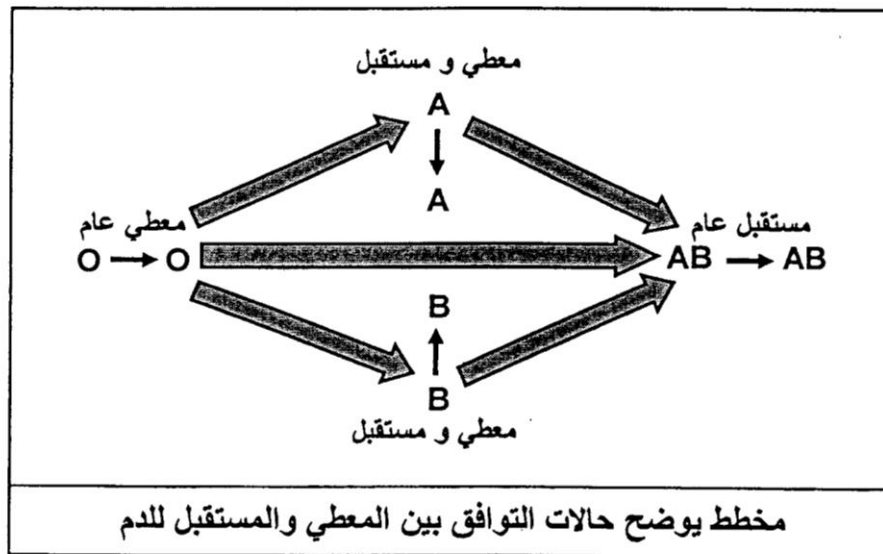 معطي و مستقبل
A
A
معطي عام
مستقبل عام
O → O
AB → AB
B
B
معطي و مستقبل
مخطط يوضح حالات التوافق بين المعطي والمستقبل للدم